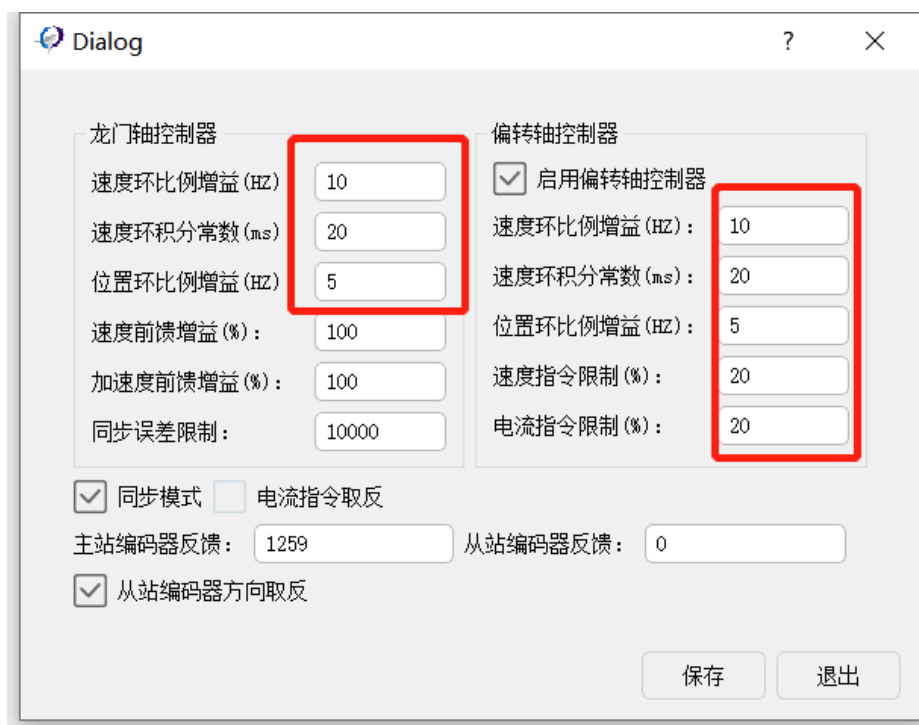 Dialog
?
龙门轴控制器
速度环比例增益(HZ) 10
速度环积分常数(ms) 20
位置环比例增益(HZ) 5
速度前馈增益(%): 100
加速度前馈增益(%): 100
同步误差限制: 10000
偏转轴控制器
启用偏转轴控制器
速度环比例增益(HZ): 10
速度环积分常数(ms): 20
位置环比例增益(HZ): 5
速度指令限制(%): 20
电流指令限制(%): 20
同步模式 电流指令取反
主站编码器反馈: 1259 从站编码器反馈: 0
从站编码器方向取反
保存 退出